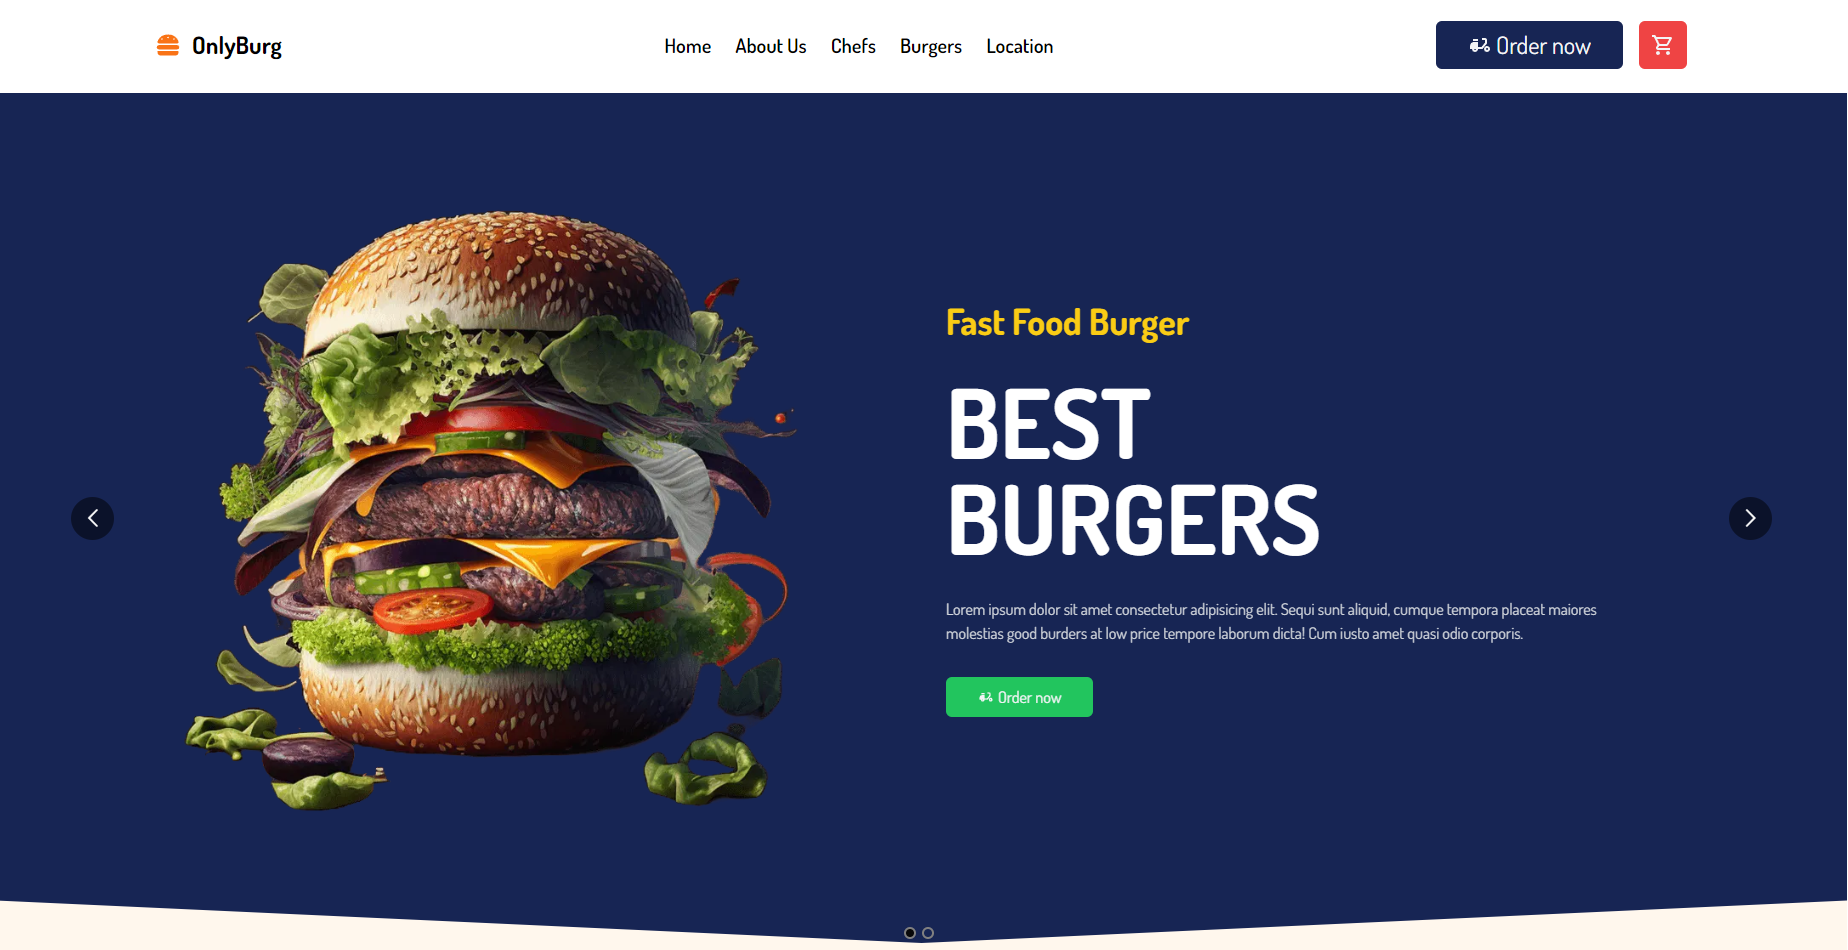 OnlyBurg
Home About Us Chefs Burgers Location
Order now
Fast Food Burger
BEST
BURGERS
Lorem ipsum dolor sit amet consectetur adipisicing elit. Sequi sunt aliquid, cumque tempora placeat maiores
molestias good burders at low price tempore laborum dicta! Cum iusto amet quasi odio corporis.
Order now